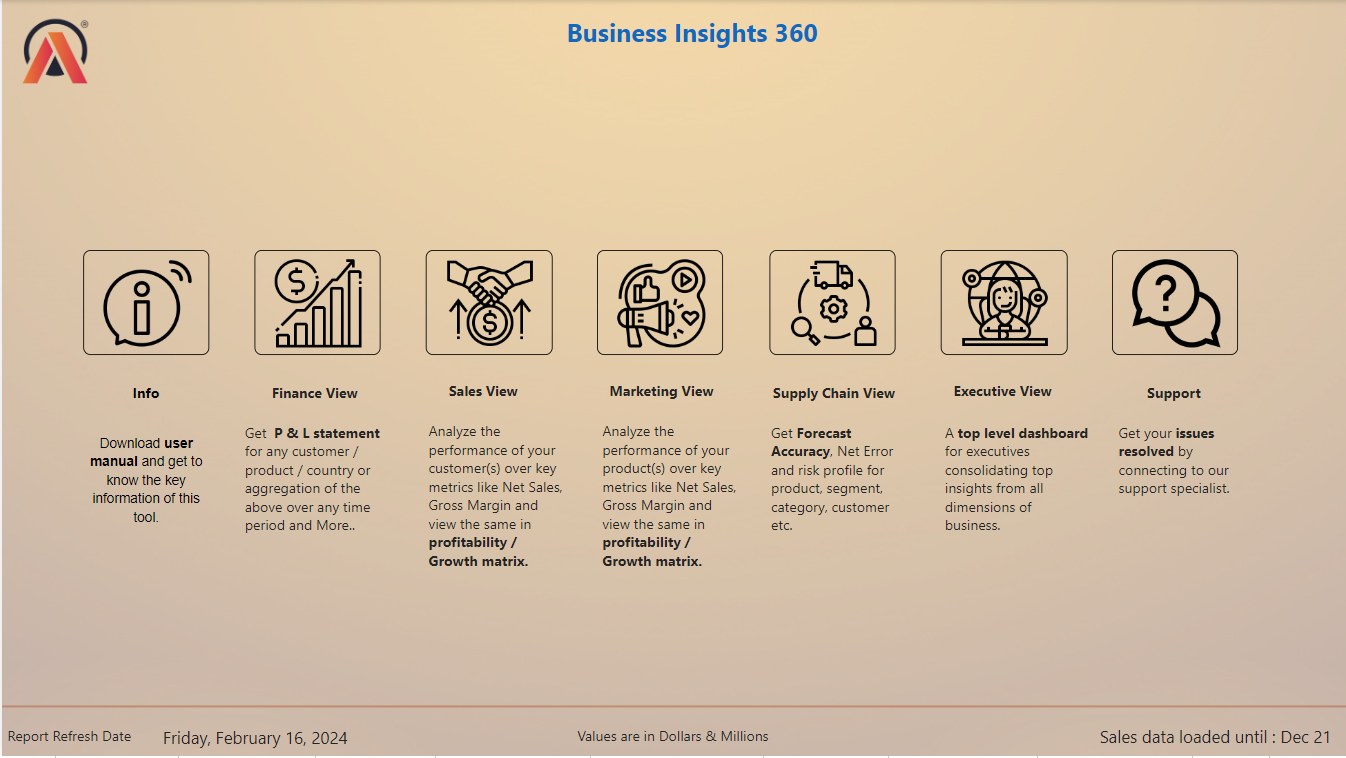 ®
Business Insights 360
Info
Download user
manual and get to
know the key
information of this
tool.
Finance View
Get P & L statement
for any customer /
product / country or
aggregation of the
above over any time
period and More..
Sales View
Analyze the
performance of your
customer(s) over key
metrics like Net Sales,
Gross Margin and
view the same in
profitability /
Growth matrix.
Marketing View
Analyze the
performance of your
product(s) over key
metrics like Net Sales,
Gross Margin and
view the same in
profitability /
Growth matrix.
Supply Chain View
Get Forecast
Accuracy, Net Error
and risk profile for
product, segment,
category, customer
etc.
Executive View
A top level dashboard
for executives
consolidating top
insights from all
dimensions of
business.
Support
Get your issues
resolved by
connecting to our
support specialist.
Report Refresh Date
Friday, February 16, 2024
Values are in Dollars & Millions
Sales data loaded until : Dec 21